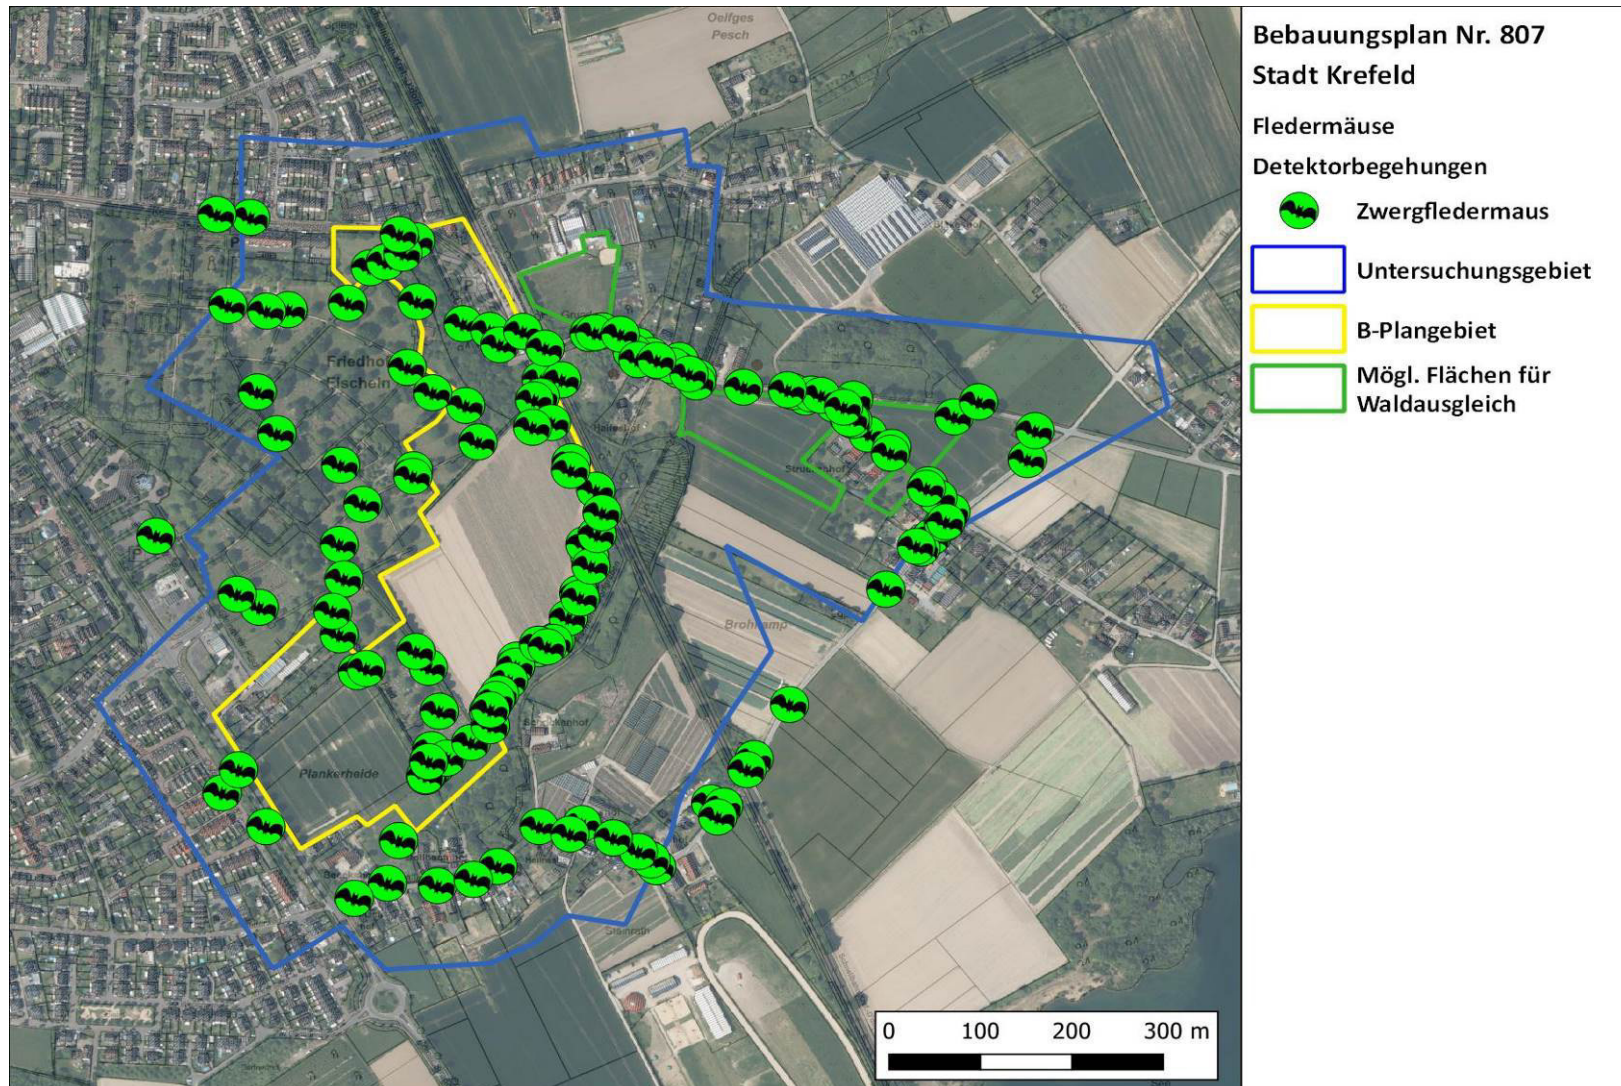 Bebauungsplan Nr. 807
Stadt Krefeld
Fledermäuse
Detektorbegehungen
Zwergfledermaus
Untersuchungsgebiet
B-Plangebiet
Mögl. Flächen für
Waldausgleich
Oelfges
Pesch
Friedhof
Brohkamp
Plankerheide
Steinrath
0 100 200 300 m